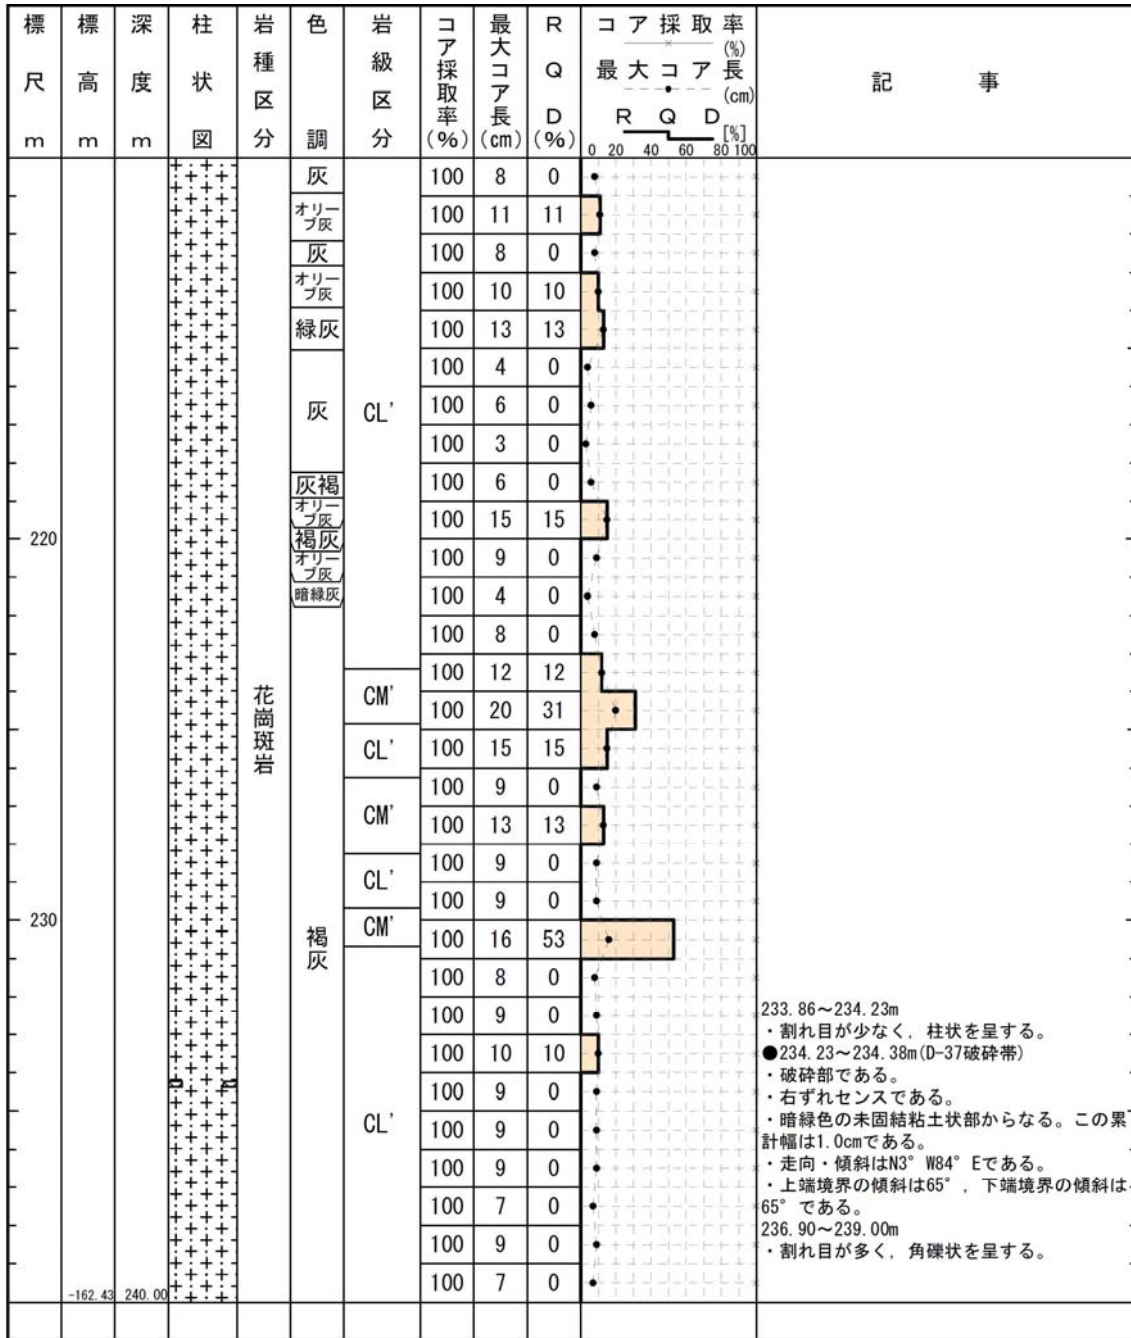 標尺m
標高m
深度m
柱状図
岩種区分
色調
岩級区分
コア採取率(%)
最大コア長(cm)
RQD(%)
コア採取率
(%)
最大コア長
(cm)
R Q D
[%]
0 20 40 60 80 100
記事
灰
100 8 0
オリー
ブ灰
100 11 11
灰
100 8 0
オリー
ブ灰
100 10 10
緑灰
100 13 13
100 4 0
灰
CL'
100 6 0
100 3 0
灰褐
100 6 0
オリー
ブ灰
100 15 15
220
褐灰
オリー
ブ灰
100 9 0
暗緑灰
100 4 0
100 8 0
100 12 12
花崗斑岩
CM'
100 20 31
CL'
100 15 15
100 9 0
CM'
100 13 13
100 9 0
CL'
100 9 0
230
CM'
褐灰
100 16 53
100 8 0
100 9 0
100 10 10
100 9 0
CL'
100 9 0
100 9 0
100 7 0
100 9 0
100 7 0
-162.43 240.00
233.86～234.23m
・割れ目が少なく，柱状を呈する。
●234.23～234.38m(D-37破砕帯)
・破砕部である。
・右ずれセンスである。
・暗緑色の未固結粘土状部からなる。この累
計幅は1.0cmである。
・走向・傾斜はN3°W84°Eである。
・上端境界の傾斜は65°，下端境界の傾斜は
65°である。
236.90～239.00m
・割れ目が多く，角礫状を呈する。